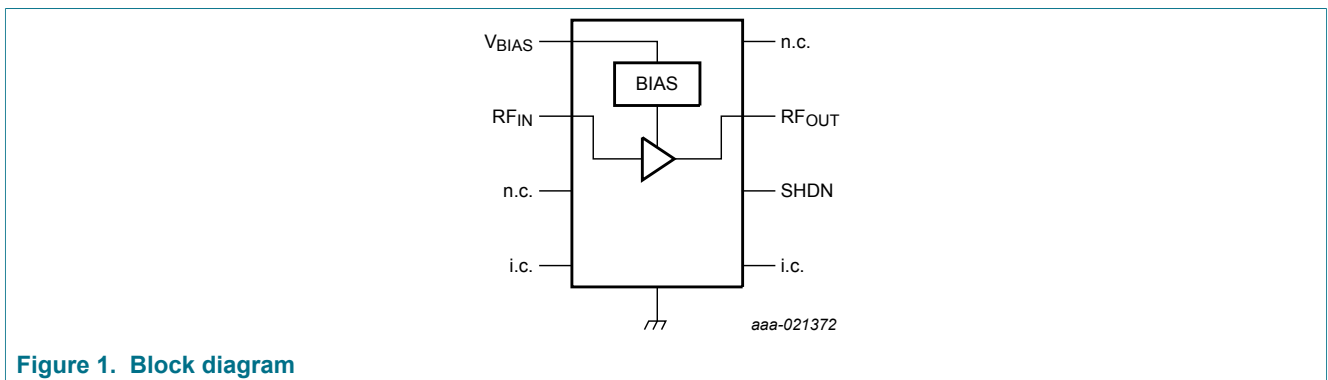 VBIAS
n.c.
BIAS
RFIN
RFOUT
n.c.
SHDN
i.c.
i.c.
aaa-021372
Figure 1. Block diagram